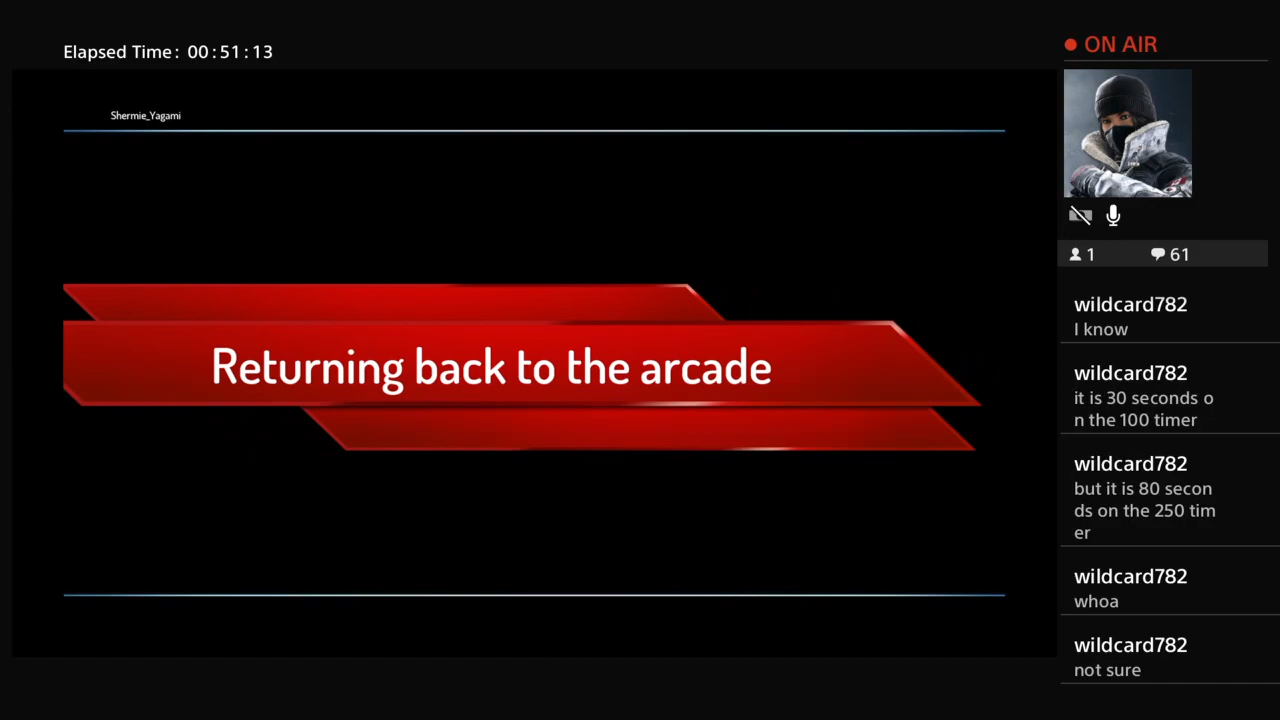 Elapsed Time: 00:51:13
ON AIR
Shermie_Yagami
Returning back to the arcade
1
61
wildcard782
I know
wildcard782
it is 30 seconds o
n the 100 timer
wildcard782
but it is 80 secon
ds on the 250 tim
er
wildcard782
whoa
wildcard782
not sure